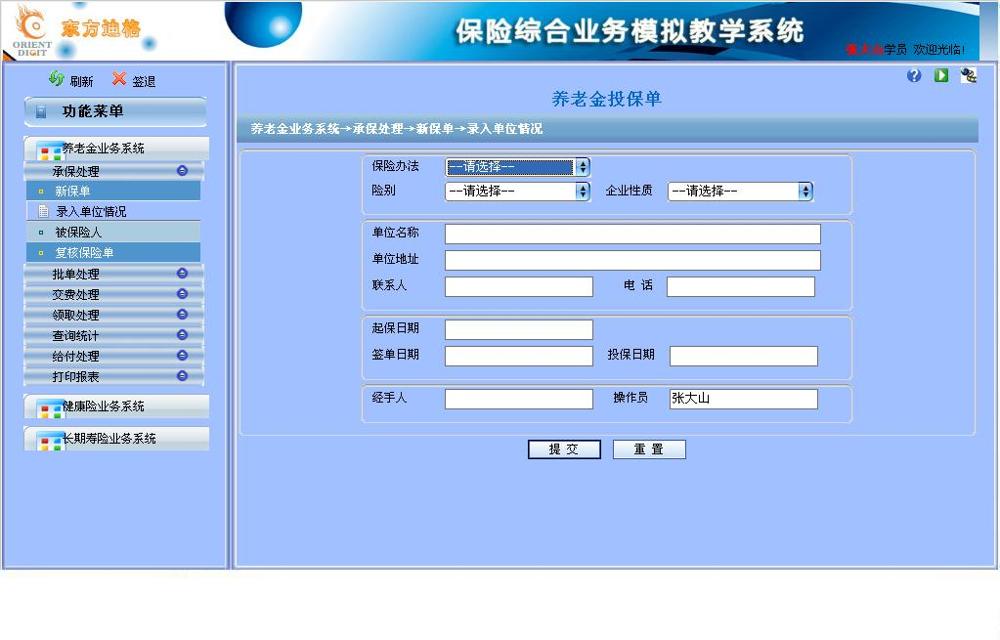 东方迪格
ORIENT
DIGIT
保险综合业务模拟教学系统
张大山学员 欢迎光临!
刷新 签退
功能菜单
养老金业务系统
承保处理
新保单
录入单位情况
被保险人
复核保险单
批单处理
交费处理
领取处理
查询统计
给付处理
打印报表
健康险业务系统
长期寿险业务系统
养老金投保单
养老金业务系统→承保处理→新保单→录入单位情况
保险办法 --请选择--
险别 --请选择-- 企业性质 --请选择--
单位名称
单位地址
联系人 电 话
起保日期
签单日期 投保日期
经手人 操作员 张大山
提 交 重 置